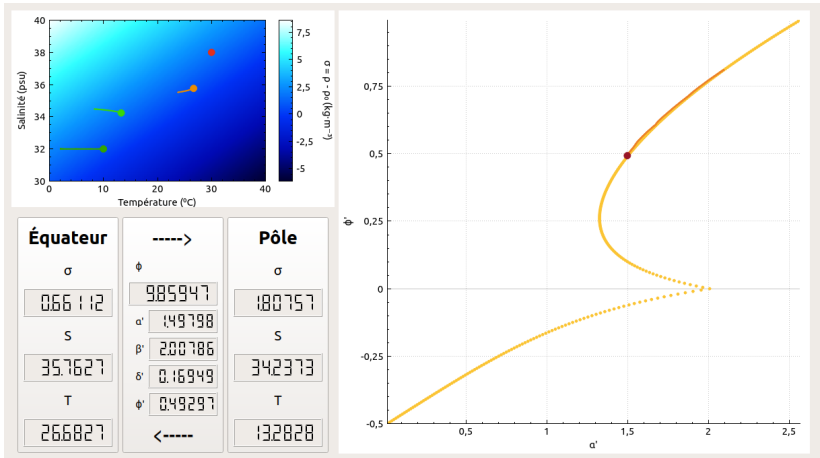 40
38
36
34
32
30
0
10
20
30
40
Salinité (psu)
Température (ºC)
7,5
5
2,5
0
-2,5
-5
σ = ρ - ρ₀ (kg·m⁻³)
Équateur
σ
0.66112
S
35.7627
T
26.6827
----->
ϕ
9.85947
α' 1.49798
β' 2.00786
δ' 0.16949
ϕ' 0.49297
<-----
Pôle
σ
1.80757
S
34.2373
T
13.2828
0,75
0,5
0,25
0
-0,25
-0,5
ϕ'
0,5
1
1,5
2
2,5
α'